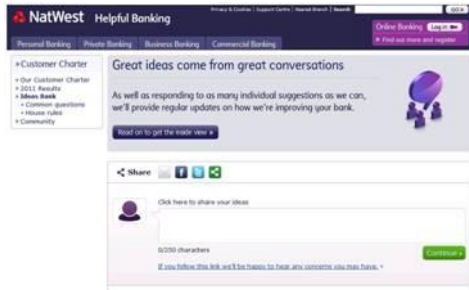 NatWest Helpful Banking
Privacy & Cookies | Support Centre | Nearest Branch | Search
GO
Online Banking Log in
Find out more and register
Personal Banking Private Banking Business Banking Commercial Banking
Customer Charter
Our Customer Charter
2011 Results
Ideas Bank
Common questions
House rules
Community
Great ideas come from great conversations
As well as responding to as many individual suggestions as we can,
we'll provide regular updates on how we're improving your bank.
Read on to get the inside view
Share
Click here to share your ideas
0/250 characters
Continue
If you follow this link we'll be happy to hear any concerns you may have.